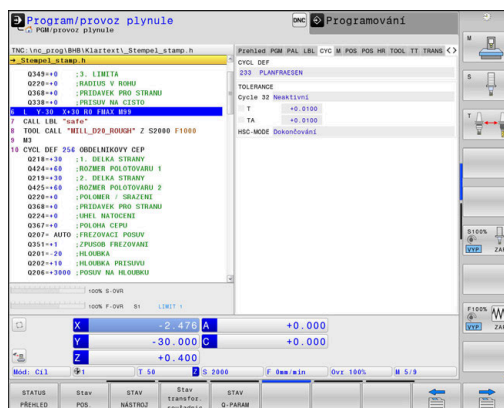 Program/provoz plynule
PGM/provoz plynule
DNC
Programování
TNC:\nc_prog\BHB\Klartext\_Stempel_stamp.h
→_Stempel_stamp.h
Q349=+0 ;3. LIMITA
Q220=+0 ;RADIUS V ROHU
Q368=+0 ;PRIDAVEK PRO STRANU
Q338=+0 ;PRISUV NA CISTO
6 L Y-30 X+30 R0 FMAX M99
7 CALL LBL "safe"
8 TOOL CALL "MILL_D20_ROUGH" Z S2000 F1000
9 M3
10 CYCL DEF 256 OBDELNIKOVY CEP
Q218=+30 ;1. DELKA STRANY
Q424=+60 ;ROZMER POLOTOVARU 1
Q219=+30 ;2. DELKA STRANY
Q425=+60 ;ROZMER POLOTOVARU 2
Q220=+0 ;POLOMER / SRAZENI
Q368=+0 ;PRIDAVEK PRO STRANU
Q224=+0 ;UHEL NATOCENI
Q367=+0 ;POLOHA CEPU
Q207= AUTO ;FREZOVACI POSUV
Q351=+1 ;ZPUSOB FREZOVANI
Q201=-20 ;HLOUBKA
Q202=+10 ;HLOUBKA PRISUVU
Q206=+3000 ;POSUV NA HLOUBKU
100% S-OVR
100% F-OVR S1 LIMIT 1
Přehled PGM PAL LBL CYC M POS POS HR TOOL TT TRANS
CYCL DEF
233 PLANFRAESEN
TOLERANCE
Cycle 32 Neaktivní
T +0.0100
TA +0.0100
HSC-MODE Dokončování
X -2.476 A +0.000
Y -30.000 C +0.000
Z +0.400
Mód: Cíl 1 T 50 Z S 2000 F 0mm/min Ovr 100% M 5/9
STATUS PŘEHLED
Stav POS.
STAV NÁSTROJ
Stav transfor.
STAV Q-PARAM
M
S
T
S100%
VYP ZAP
F100%
VYP ZAP